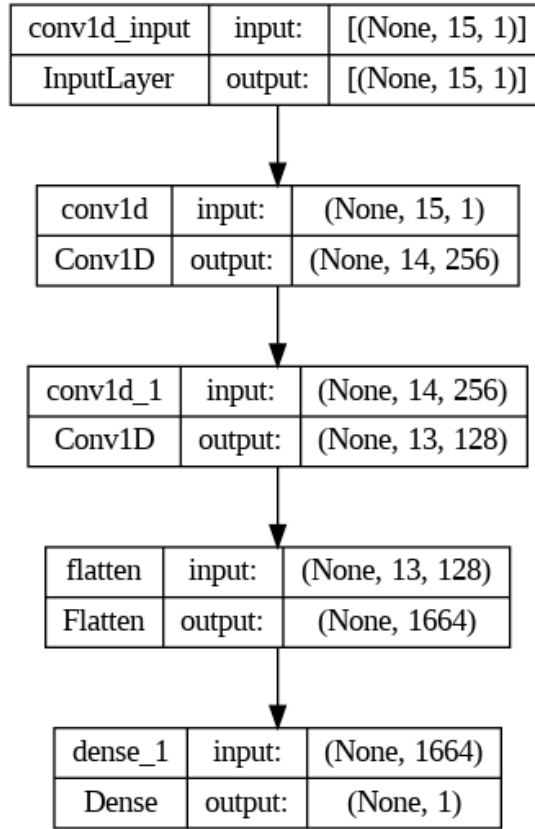 conv1d_input input: [(None, 15, 1)]
InputLayer output: [(None, 15, 1)]
conv1d input: (None, 15, 1)
Conv1D output: (None, 14, 256)
conv1d_1 input: (None, 14, 256)
Conv1D output: (None, 13, 128)
flatten input: (None, 13, 128)
Flatten output: (None, 1664)
dense_1 input: (None, 1664)
Dense output: (None, 1)